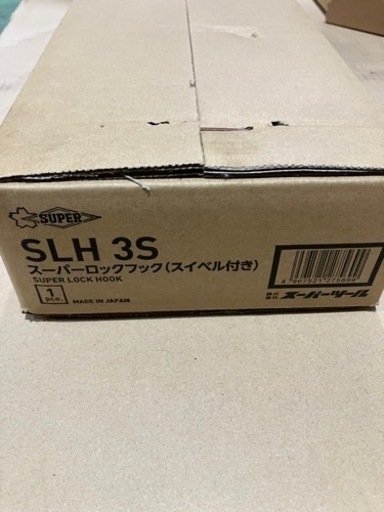 SUPER
SLH 3S
スーパーロックフック(スイベル付き)
SUPER LOCK HOOK
1 pce.
MADE IN JAPAN
株式会社 スーパーツール